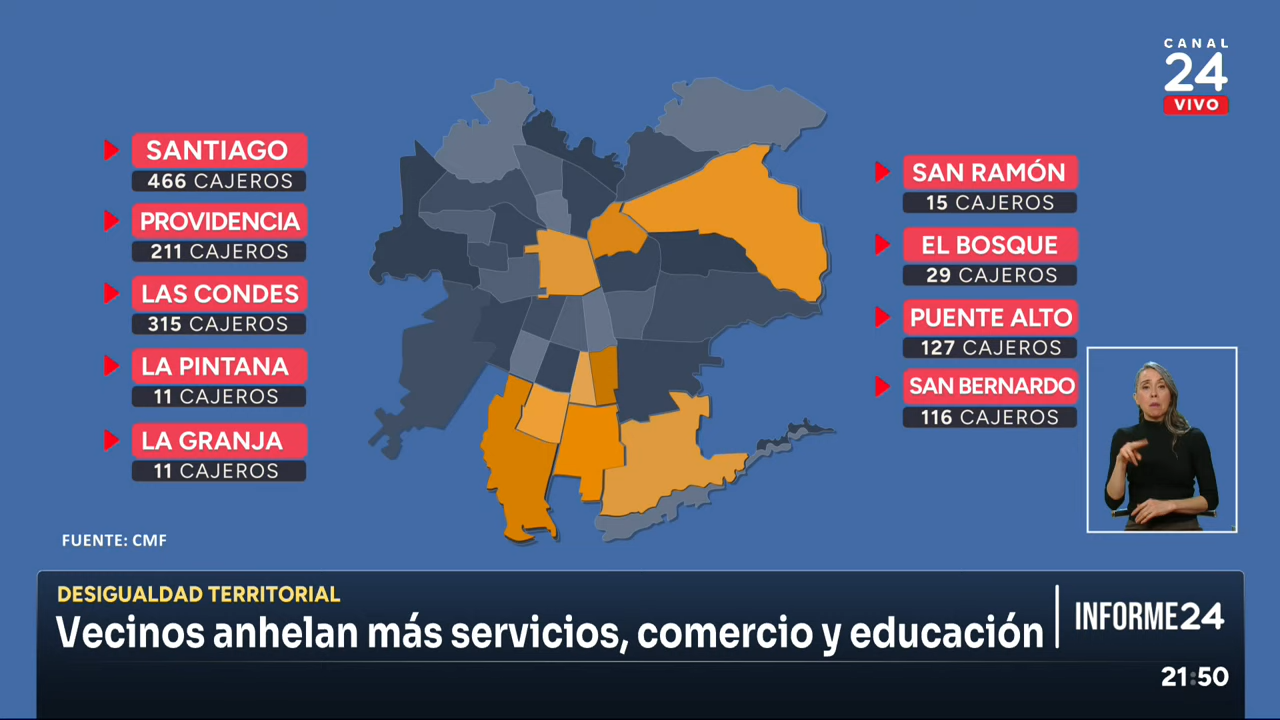 CANAL
24
VIVO
SANTIAGO
466 CAJEROS
PROVIDENCIA
211 CAJEROS
LAS CONDES
315 CAJEROS
LA PINTANA
11 CAJEROS
LA GRANJA
11 CAJEROS
SAN RAMÓN
15 CAJEROS
EL BOSQUE
29 CAJEROS
PUENTE ALTO
127 CAJEROS
SAN BERNARDO
116 CAJEROS
FUENTE: CMF
DESIGUALDAD TERRITORIAL
Vecinos anhelan más servicios, comercio y educación
INFORME24
21:50